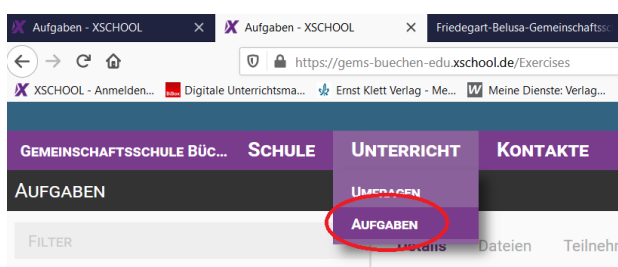 Aufgaben - XSCHOOL Aufgaben - XSCHOOL Friedegart-Belusa-Gemeinschaftssc
https://gems-buechen-edu.xschool.de/Exercises
XSCHOOL - Anmelden... Digitale Unterrichtsma... Ernst Klett Verlag - Me... W Meine Dienste: Verlag...
GEMEINSCHAFTSSCHULE BÜC... SCHULE UNTERRICHT KONTAKTE
AUFGABEN UMFRAGEN
AUFGABEN
FILTER Details Dateien Teilnehm